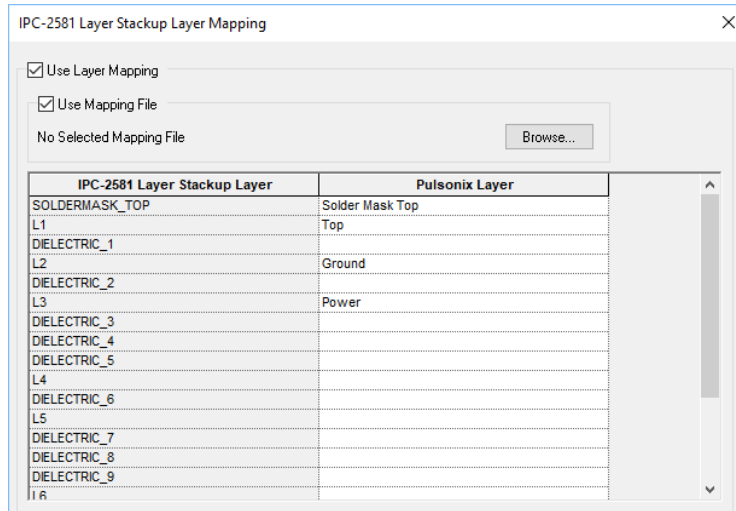 IPC-2581 Layer Stackup Layer Mapping
Use Layer Mapping
Use Mapping File
No Selected Mapping File Browse...
IPC-2581 Layer Stackup Layer Pulsonix Layer
SOLDERMASK_TOP Solder Mask Top
L1 Top
DIELECTRIC_1
L2 Ground
DIELECTRIC_2
L3 Power
DIELECTRIC_3
DIELECTRIC_4
DIELECTRIC_5
L4
DIELECTRIC_6
L5
DIELECTRIC_7
DIELECTRIC_8
DIELECTRIC_9
L6